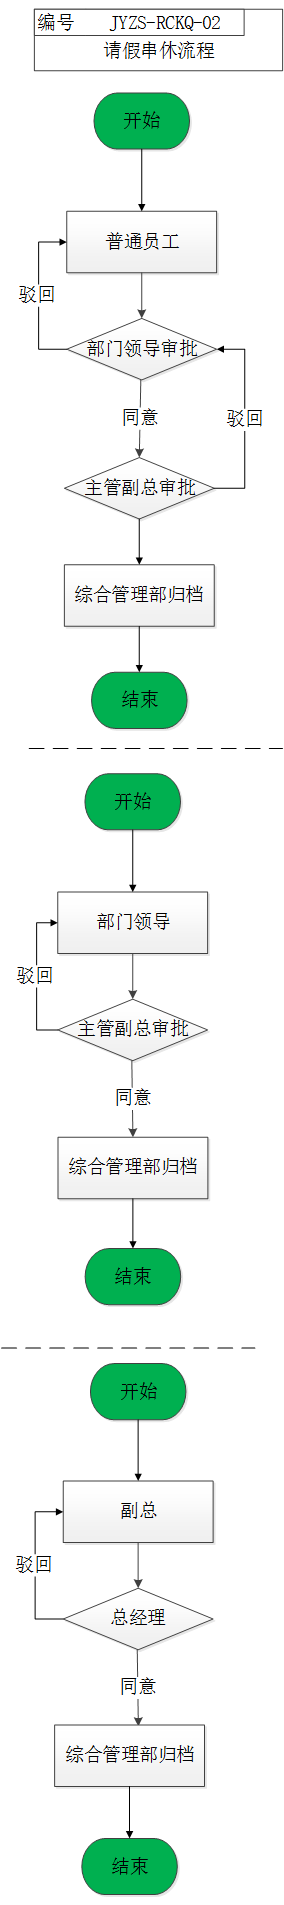 编号 JYZS-RCKQ-02
请假串休流程
开始
普通员工
驳回
部门领导审批
同意
驳回
主管副总审批
综合管理部归档
结束
开始
部门领导
驳回
主管副总审批
同意
综合管理部归档
结束
开始
副总
驳回
总经理
同意
综合管理部归档
结束